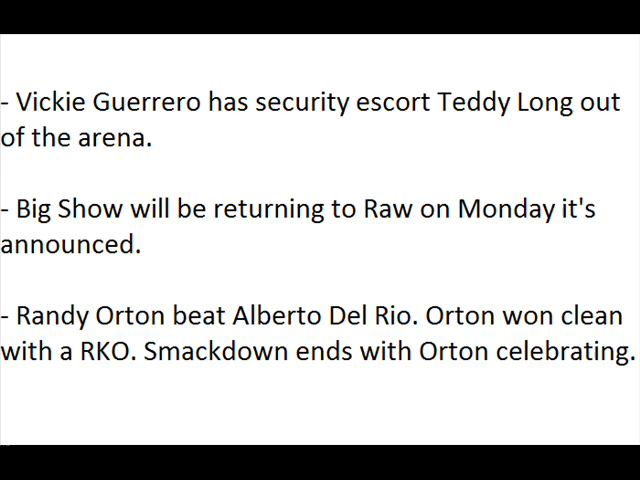 - Vickie Guerrero has security escort Teddy Long out
of the arena.
- Big Show will be returning to Raw on Monday it's
announced.
- Randy Orton beat Alberto Del Rio. Orton won clean
with a RKO. Smackdown ends with Orton celebrating.